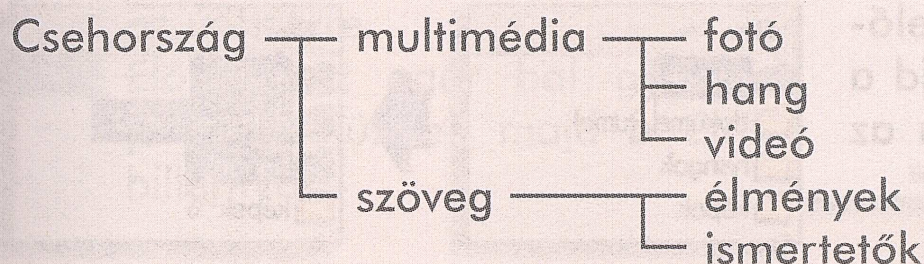 Csehország multimédia fotó
hang
videó
szöveg élmények
ismertetők